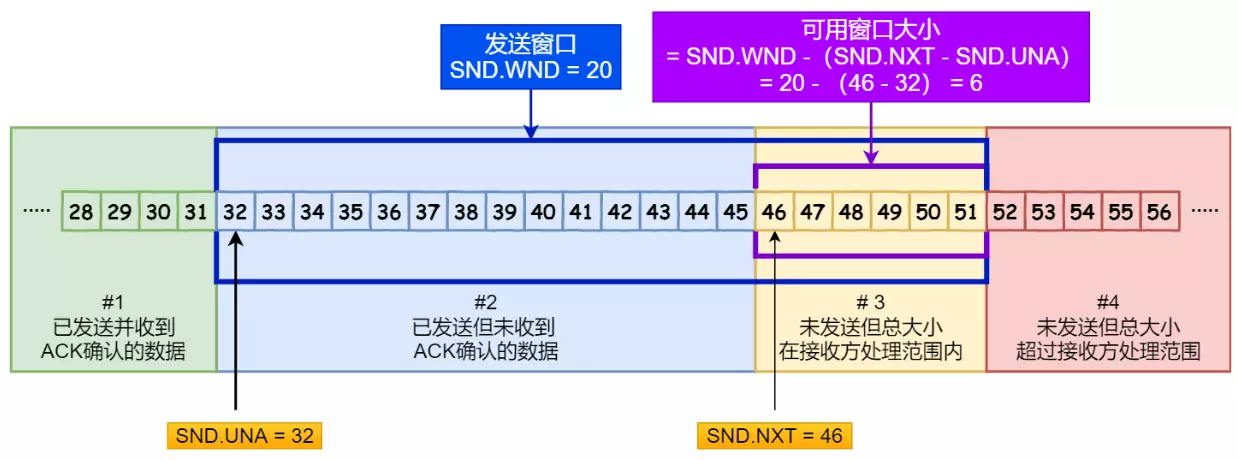 发送窗口
SND.WND = 20
可用窗口大小
= SND.WND -（SND.NXT - SND.UNA）
= 20 - （46 - 32） = 6
..... 28 29 30 31 32 33 34 35 36 37 38 39 40 41 42 43 44 45 46 47 48 49 50 51 52 53 54 55 56 .....
#1
已发送并收到
ACK确认的数据
#2
已发送但未收到
ACK确认的数据
# 3
未发送但总大小
在接收方处理范围内
#4
未发送但总大小
超过接收方处理范围
SND.UNA = 32
SND.NXT = 46